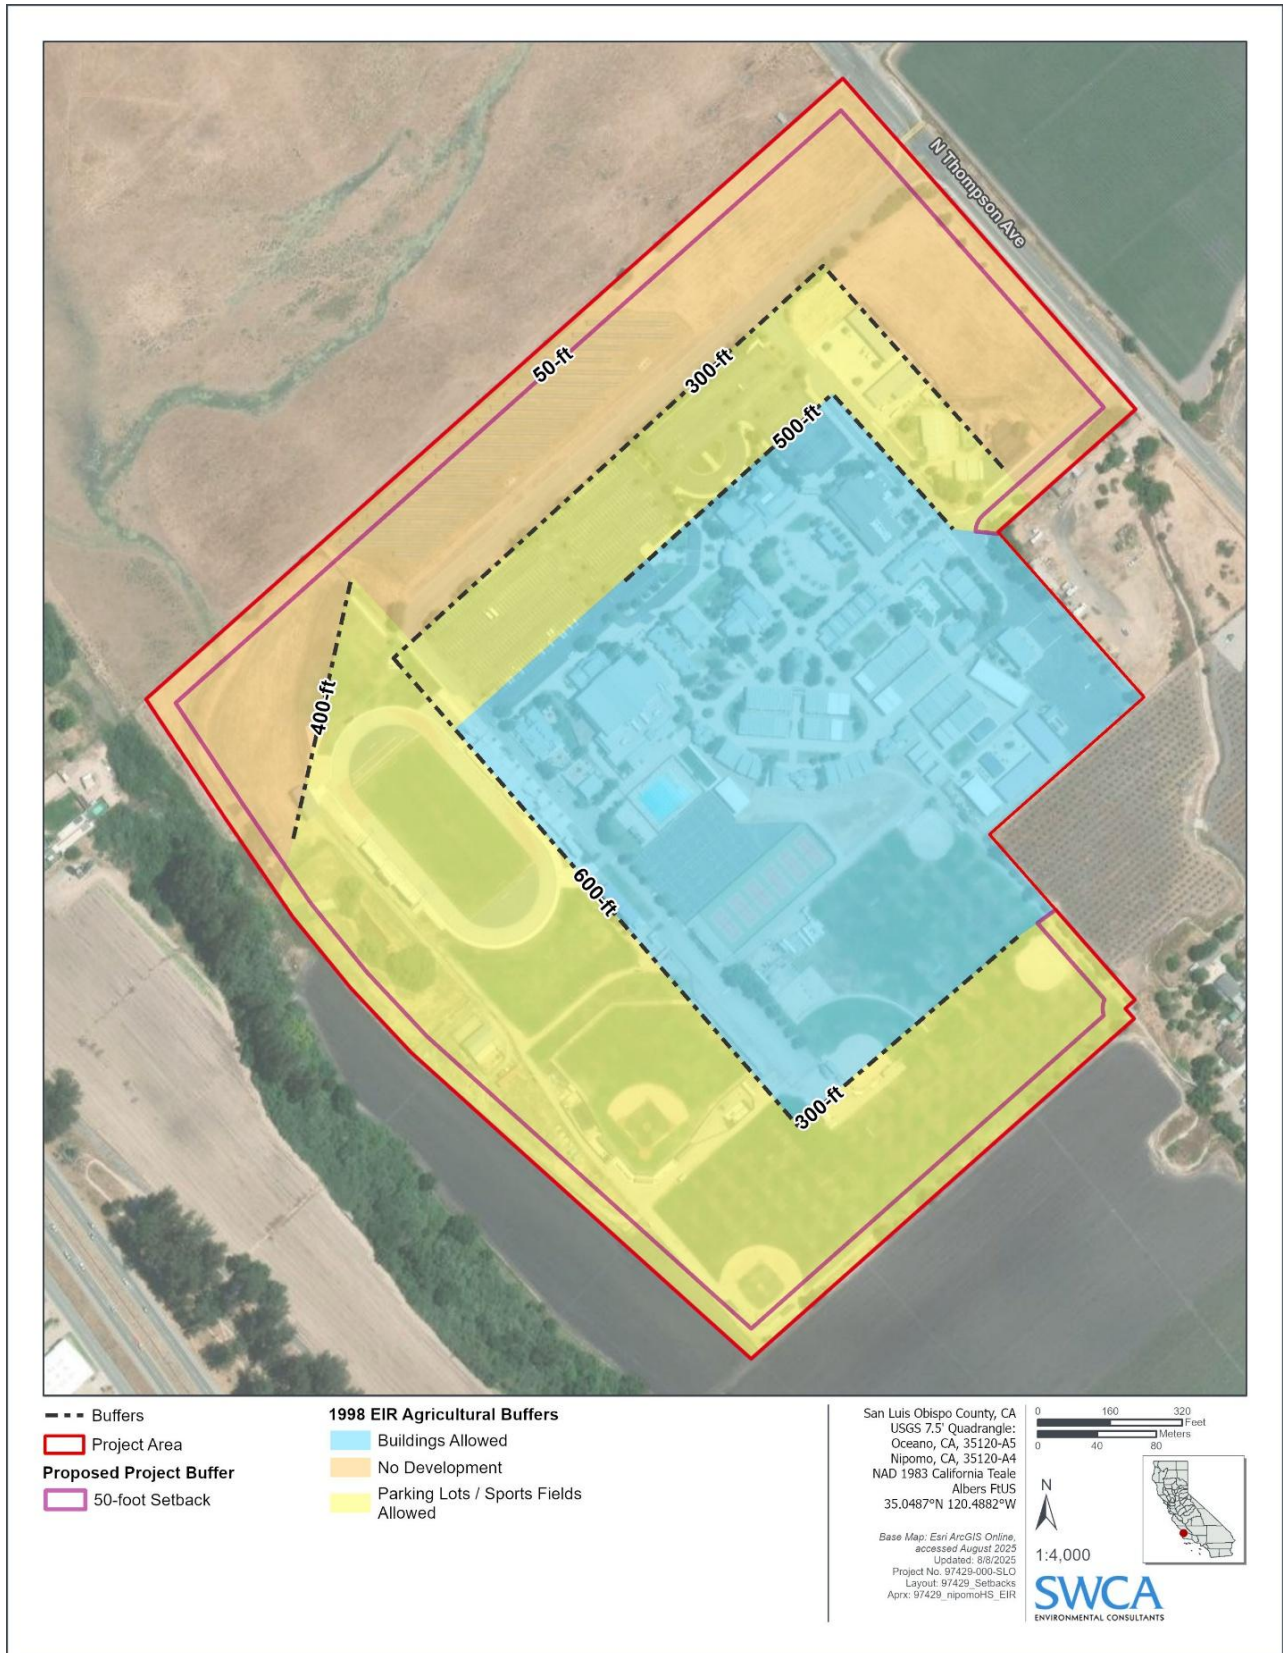 N Thompson Ave
50-ft
300-ft
500-ft
400-ft
600-ft
300-ft
Buffers
Project Area
Proposed Project Buffer
50-foot Setback
1998 EIR Agricultural Buffers
Buildings Allowed
No Development
Parking Lots / Sports Fields
Allowed
San Luis Obispo County, CA
USGS 7.5' Quadrangle:
Oceano, CA, 35120-A5
Nipomo, CA, 35120-A4
NAD 1983 California Teale
Albers FtUS
35.0487°N 120.4882°W
Base Map: Esri ArcGIS Online,
accessed August 2025
Updated: 8/8/2025
Project No. 97429-000-SLO
Layout: 97429_Setbacks
Aprx: 97429_nipomoHS_EIR
0 160 320
Feet
Meters
0 40 80
N
1:4,000
SWCA
ENVIRONMENTAL CONSULTANTS